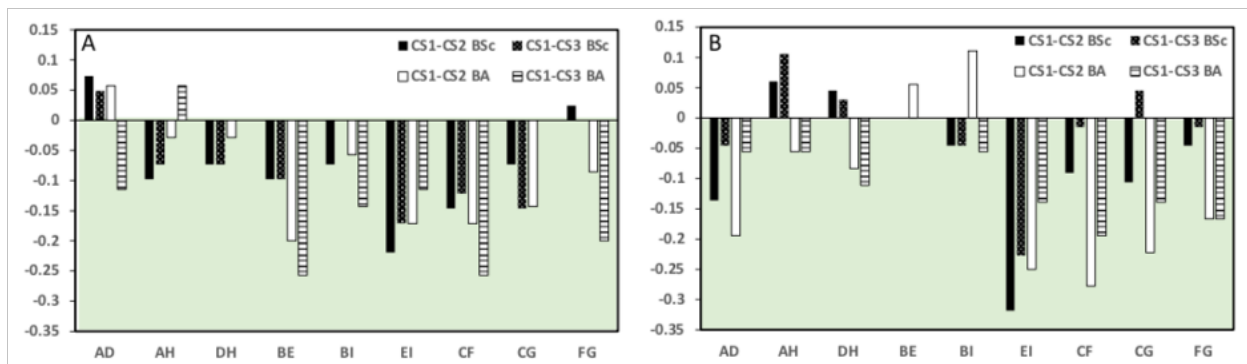 A
CS1-CS2 BSc CS1-CS3 BSc
CS1-CS2 BA CS1-CS3 BA
0.15
0.1
0.05
0
-0.05
-0.1
-0.15
-0.2
-0.25
-0.3
-0.35
AD AH DH BE BI EI CF CG FG
B
CS1-CS2 BSc CS1-CS3 BSc
CS1-CS2 BA CS1-CS3 BA
0.15
0.1
0.05
0
-0.05
-0.1
-0.15
-0.2
-0.25
-0.3
-0.35
AD AH DH BE BI EI CF CG FG